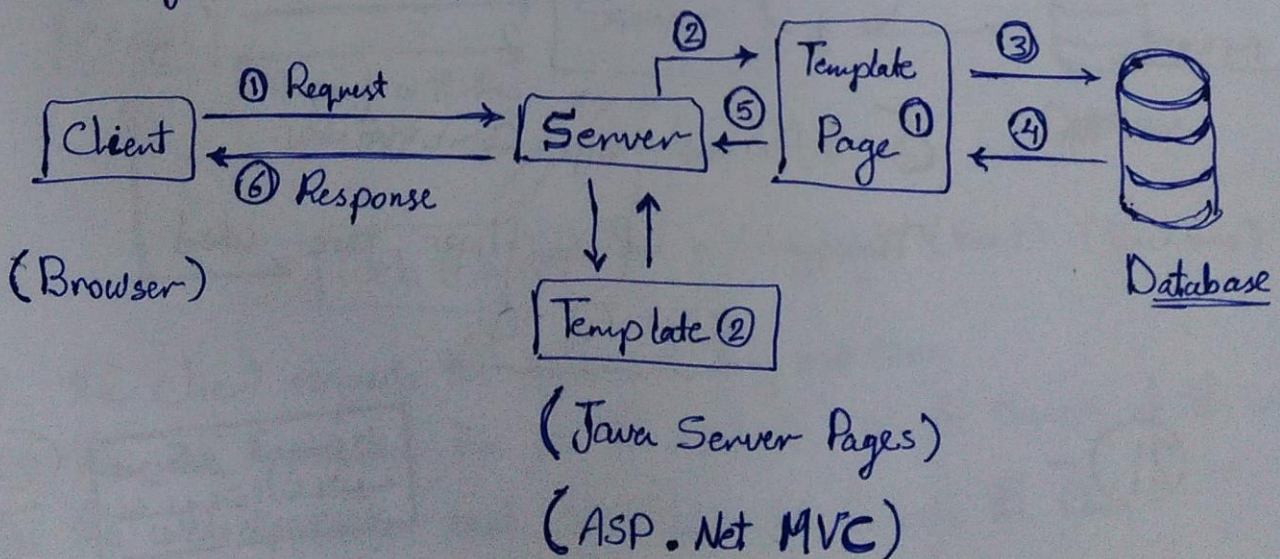 ① Request
② 
③
Template
Page ①
Client
Server
⑤
④
⑥ Response
(Browser)
Database
Template ②
(Java Server Pages)
(ASP.Net MVC)